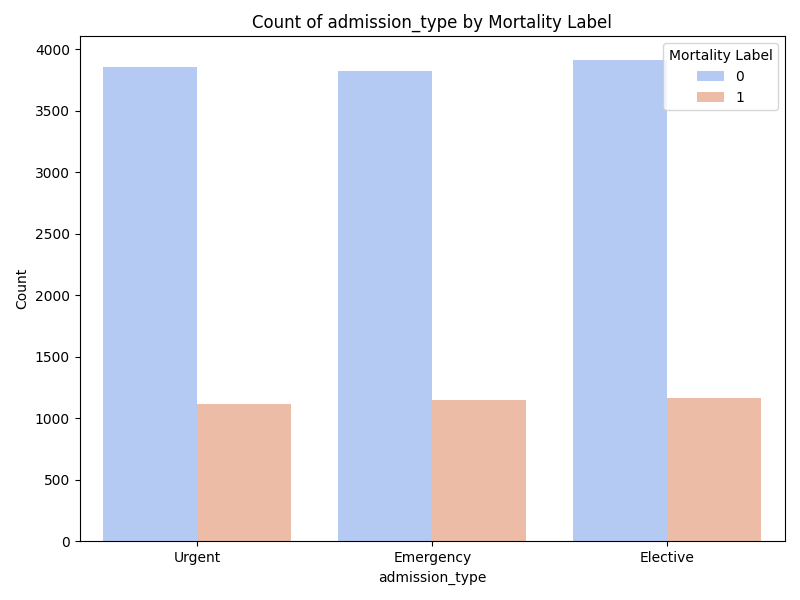 Count of admission_type by Mortality Label
Mortality Label
0
1
4000
3500
3000
2500
2000
1500
1000
500
0
Count
Urgent
Emergency
Elective
admission_type